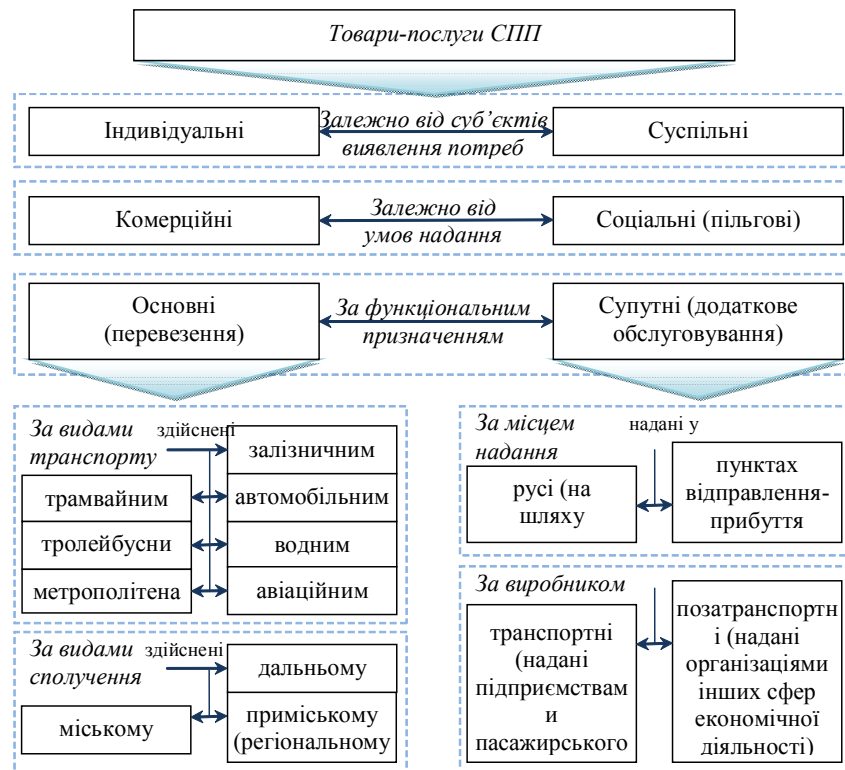 Товари-послуги СПП
Індивідуальні
Залежно від суб’єктів
виявлення потреб
Суспільні
Комерційні
Залежно від
умов надання
Соціальні (пільгові)
Основні
(перевезення)
За функціональним
призначенням
Супутні (додаткове
обслуговування)
За видами
транспорту
здійснені
залізничним
трамвайним
автомобільним
тролейбусни
водним
метрополітена
авіаційним
За видами
сполучення
здійснені
дальньому
міському
приміському
(регіональному
За місцем
надання
надані у
русі (на
шляху
пунктах
відправлення-
прибуття
За виробником
транспортні
(надані
підприємствам
и
пасажирського
позатранспортн
і (надані
організаціями
інших сфер
економічної
діяльності)